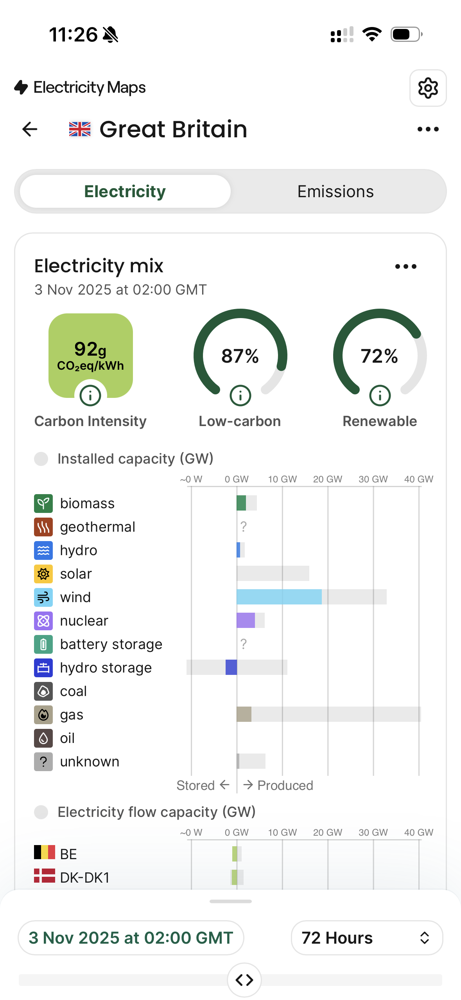 11:26
Electricity Maps
Great Britain
Electricity
Emissions
Electricity mix
3 Nov 2025 at 02:00 GMT
92g
CO₂eq/kWh
87%
72%
Carbon Intensity
Low-carbon
Renewable
Installed capacity (GW)
~0 W 0 GW 10 GW 20 GW 30 GW 40 GW
biomass
geothermal ?
hydro
solar
wind
nuclear
battery storage ?
hydro storage
coal
gas
oil
? unknown
Stored ← → Produced
Electricity flow capacity (GW)
~0 W 0 GW 10 GW 20 GW 30 GW 40 GW
BE
DK-DK1
3 Nov 2025 at 02:00 GMT
72 Hours